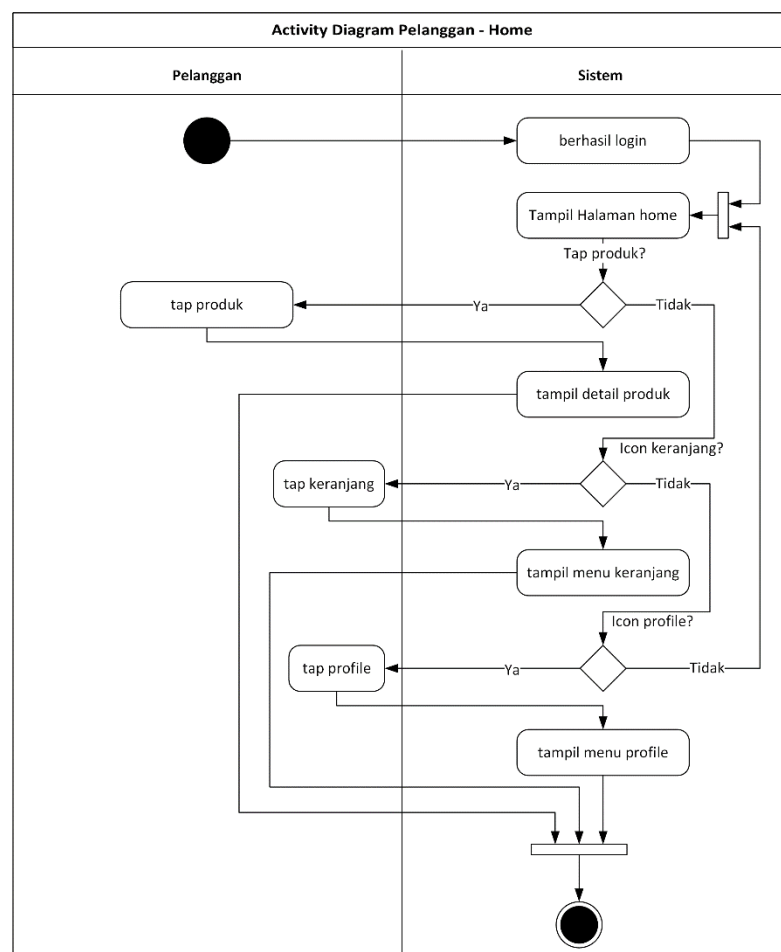 Activity Diagram Pelanggan - Home
Pelanggan
Sistem
berhasil login
Tampil Halaman home
Tap produk?
tap produk
Ya
Tidak
tampil detail produk
Icon keranjang?
tap keranjang
Ya
Tidak
tampil menu keranjang
Icon profile?
tap profile
Ya
Tidak
tampil menu profile